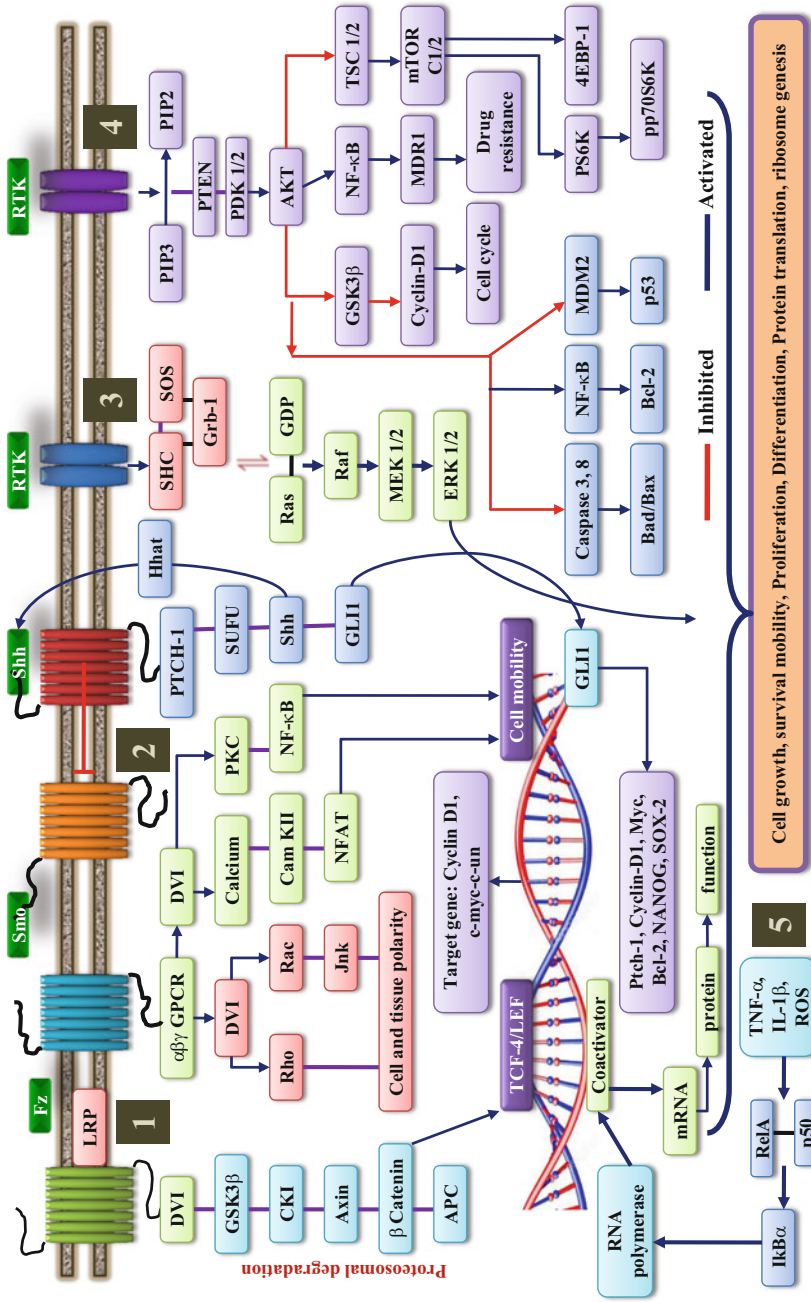 Fz
Smo
Shh
RTK
RTK
LRP
1
2
3
4
DVI
GSK3β
CKI
Axin
β Catenin
APC
Proteosomal degradation
αβγ GPCR
DVI
Rho
Rac
Jnk
Cell and tissue polarity
DVI
Calcium
Cam KII
NFAT
PKC
NF-κB
PTCH-1
SUFU
Shh
GLI1
Hhat
SHC
SOS
Grb-1
Ras
GDP
Raf
MEK 1/2
ERK 1/2
PIP3
PIP2
PTEN
PDK 1/2
AKT
GSK3β
Cyclin-D1
Cell cycle
NF-κB
MDR1
Drug
resistance
TSC 1/2
mTOR
C1/2
PS6K
4EBP-1
pp70S6K
Caspase 3, 8
Bad/Bax
NF-κB
Bcl-2
MDM2
p53
Target gene: Cyclin D1,
c-myc-c-un
TCF-4/LEF
Cell mobility
Coactivator
GLI1
mRNA
protein
function
Ptch-1, Cyclin-D1, Myc,
Bcl-2, NANOG, SOX-2
RNA
polymerase
IkBα
RelA
p50
TNF-α,
IL-1β,
ROS
5
Inhibited
Activated
Cell growth, survival mobility, Proliferation, Differentiation, Protein translation, ribosome genesis